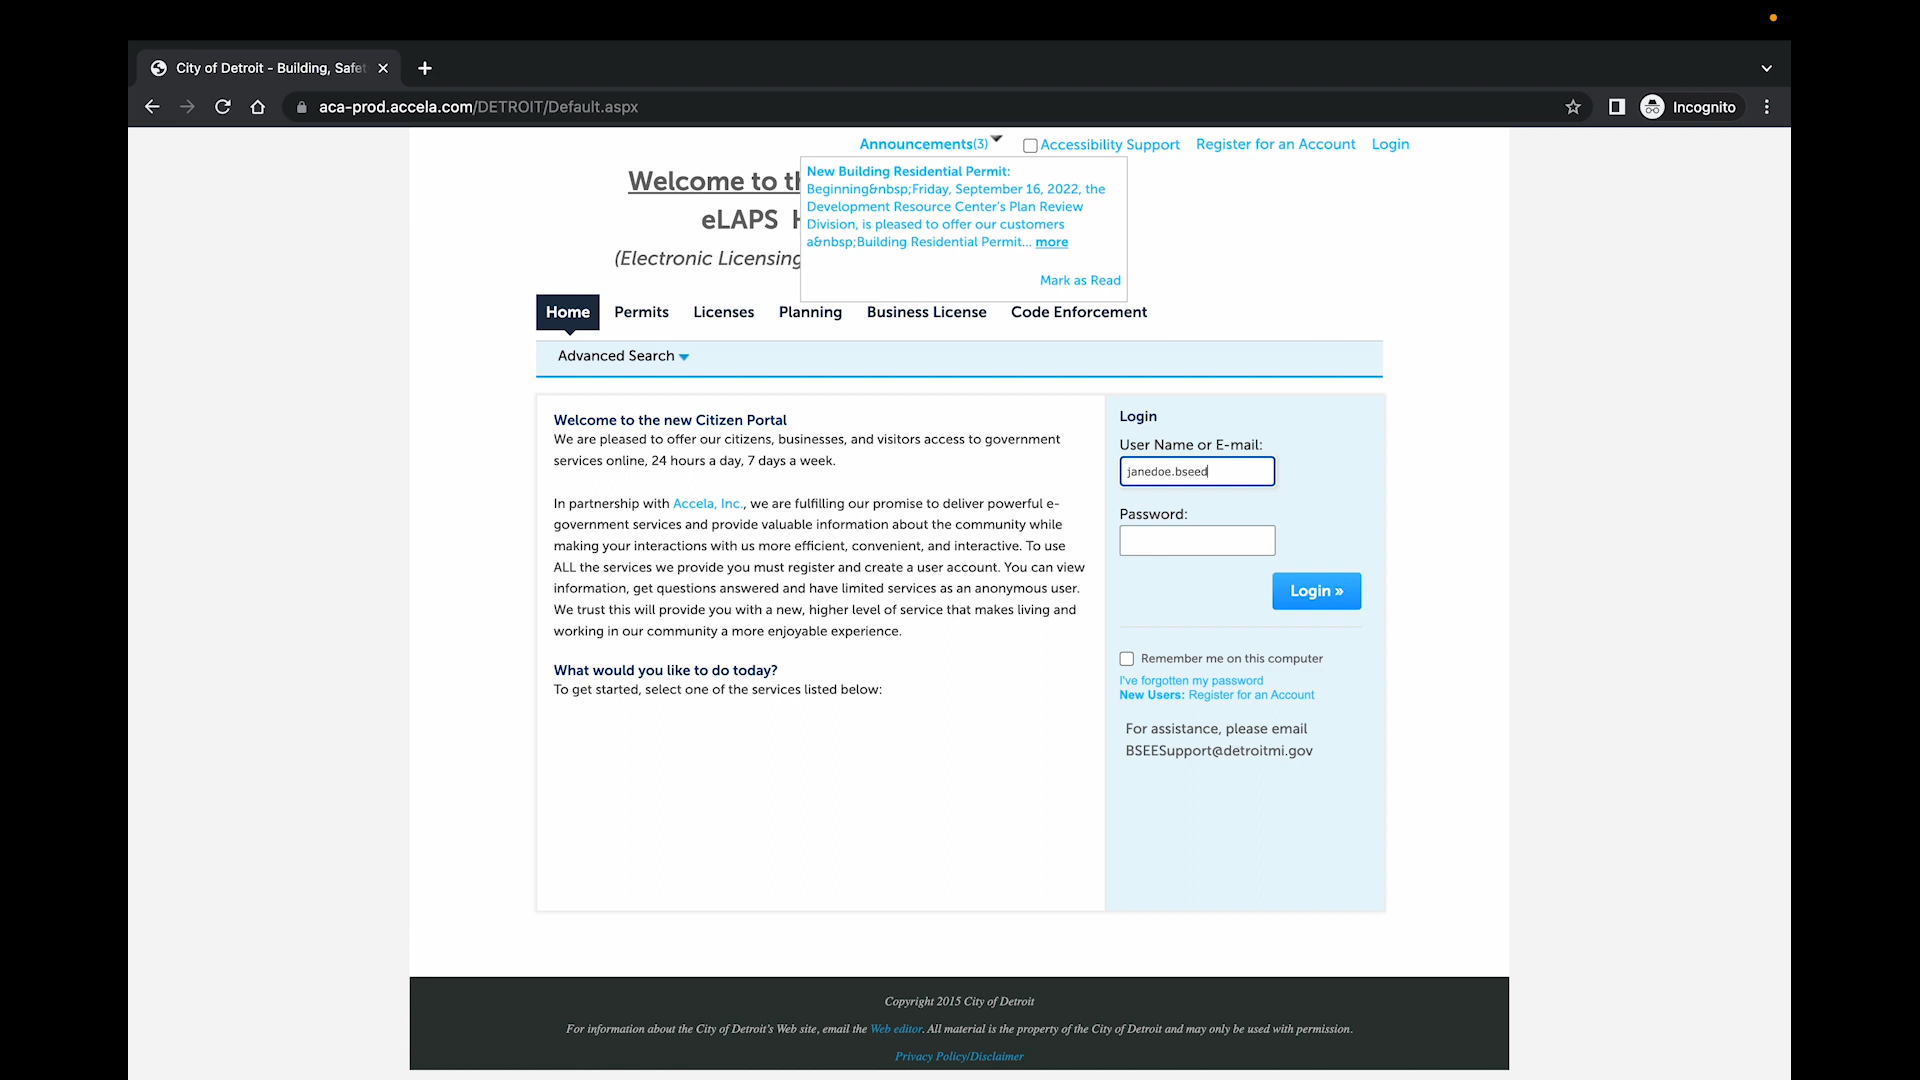 City of Detroit - Building, Safet
aca-prod.accela.com/DETROIT/Default.aspx
Incognito
Announcements(3) Accessibility Support Register for an Account Login
Welcome to
eLAPS
(Electronic Licensing
New Building Residential Permit:
Beginning&nbsp;Friday, September 16, 2022, the
Development Resource Center's Plan Review
Division, is pleased to offer our customers
a&nbsp;Building Residential Permit... more
Mark as Read
Home Permits Licenses Planning Business License Code Enforcement
Advanced Search
Welcome to the new Citizen Portal
We are pleased to offer our citizens, businesses, and visitors access to government
services online, 24 hours a day, 7 days a week.
In partnership with Accela, Inc., we are fulfilling our promise to deliver powerful e-
government services and provide valuable information about the community while
making your interactions with us more efficient, convenient, and interactive. To use
ALL the services we provide you must register and create a user account. You can view
information, get questions answered and have limited services as an anonymous user.
We trust this will provide you with a new, higher level of service that makes living and
working in our community a more enjoyable experience.
What would you like to do today?
To get started, select one of the services listed below:
Login
User Name or E-mail:
janedoe.bseed
Password:
Login »
Remember me on this computer
I've forgotten my password
New Users: Register for an Account
For assistance, please email
BSEESupport@detroitmi.gov
Copyright 2015 City of Detroit
For information about the City of Detroit's Web site, email the Web editor. All material is the property of the City of Detroit and may only be used with permission.
Privacy Policy/Disclaimer